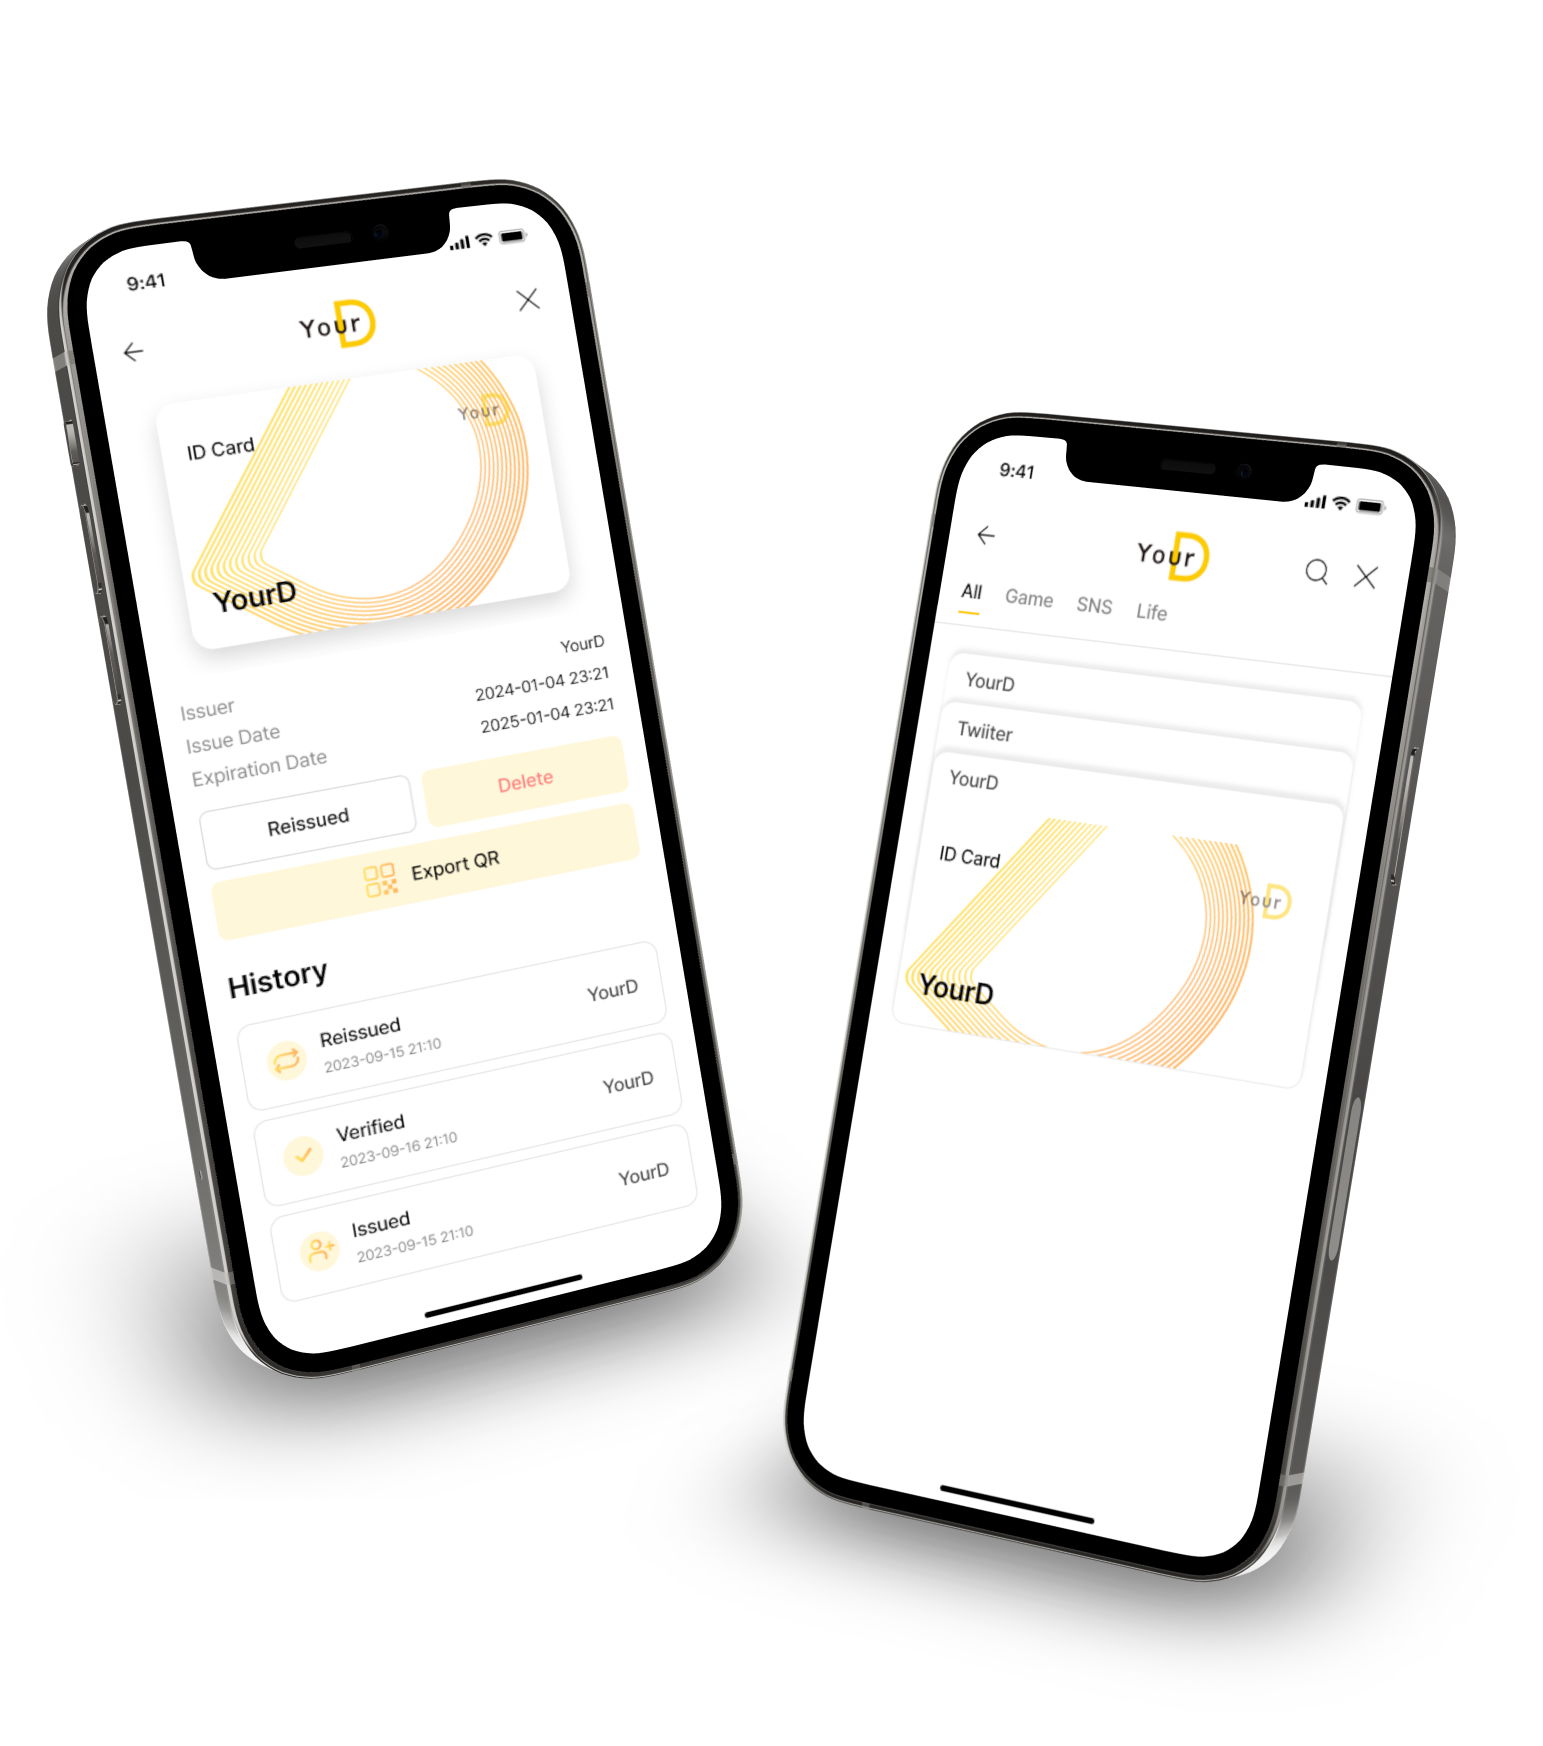 9:41
YourD
ID Card
YourD
YourD
Issuer YourD
Issue Date 2024-01-04 23:21
Expiration Date 2025-01-04 23:21
Reissued Delete
Export QR
History
Reissued YourD
2023-09-15 21:10
Verified YourD
2023-09-16 21:10
Issued YourD
2023-09-15 21:10
9:41
YourD
All Game SNS Life
YourD
Twiiter
YourD
ID Card
YourD
YourD